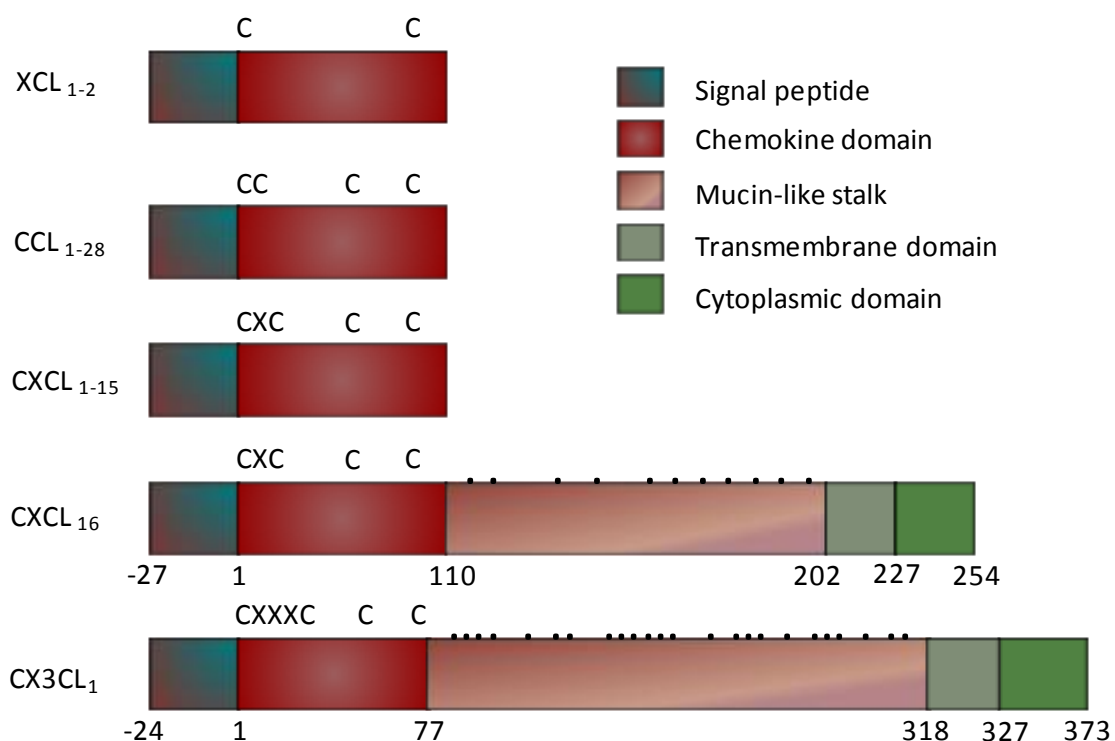 C C
XCL 1-2
CC C C
CCL 1-28
CXC C C
CXCL 1-15
CXC C C
CXCL 16
-27 1 110 202 227 254
CXXXC C C
CX3CL1
-24 1 77 318 327 373
Signal peptide
Chemokine domain
Mucin-like stalk
Transmembrane domain
Cytoplasmic domain